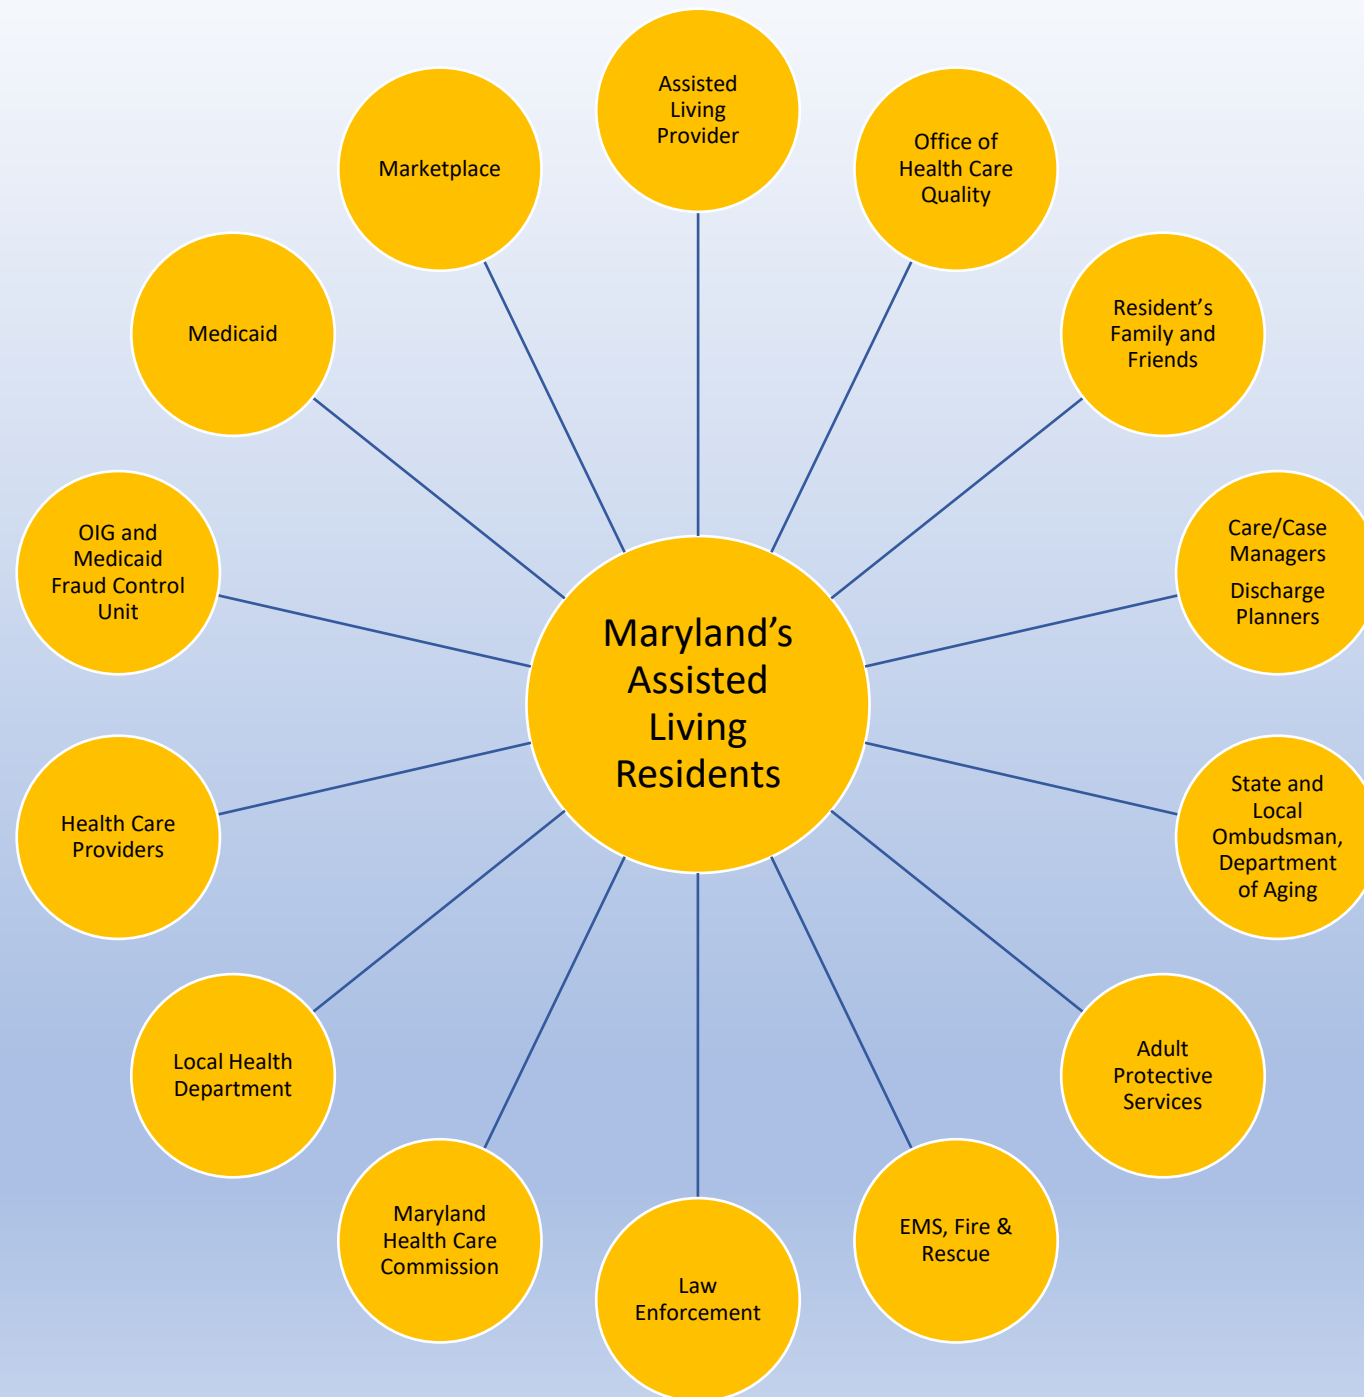 Assisted
Living
Provider
Office of
Health Care
Quality
Resident’s
Family and
Friends
Care/Case
Managers
Discharge
Planners
State and
Local
Ombudsman,
Department
of Aging
Adult
Protective
Services
EMS, Fire &
Rescue
Law
Enforcement
Maryland
Health Care
Commission
Local Health
Department
Health Care
Providers
OIG and
Medicaid
Fraud Control
Unit
Medicaid
Marketplace
Maryland’s
Assisted
Living
Residents